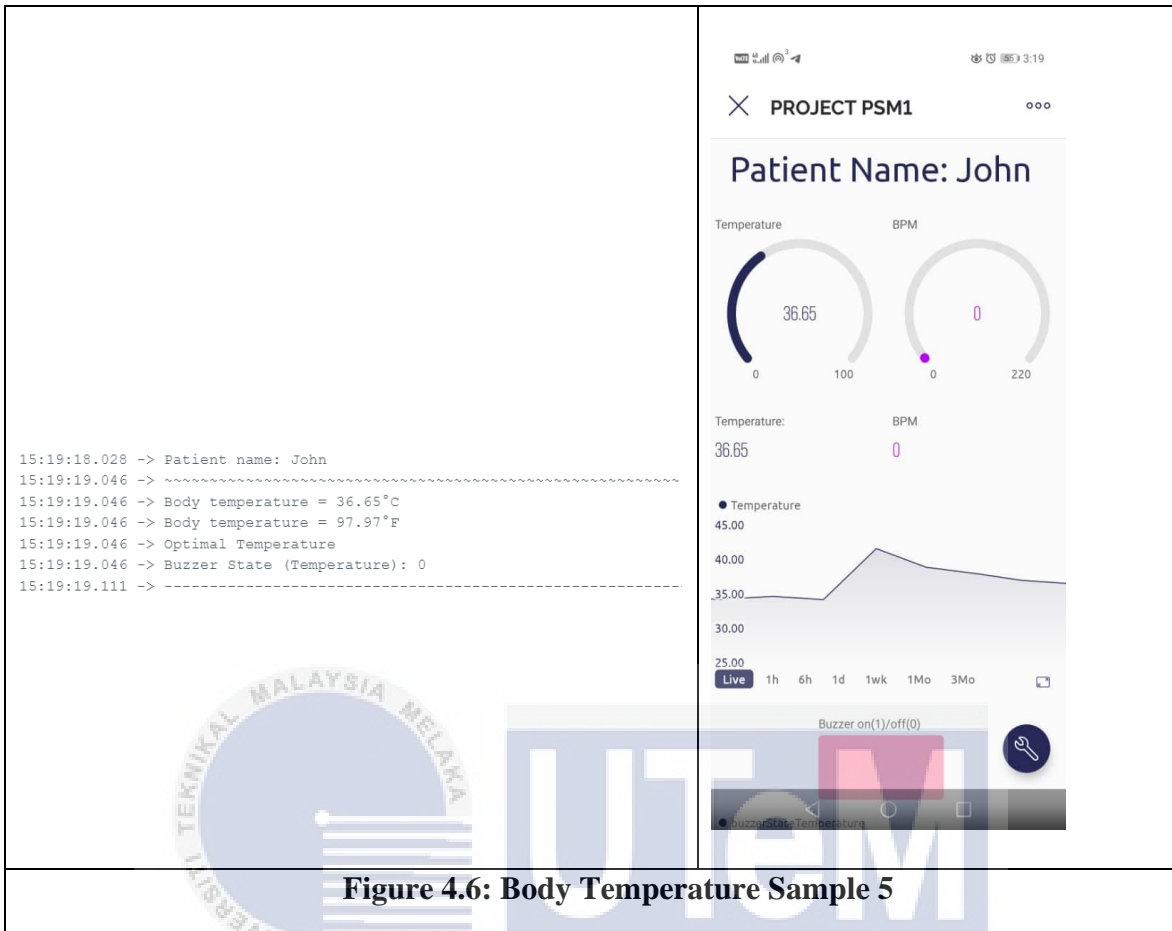 15:19:18.028 -> Patient name: John
15:19:19.046 -> ~~~~~~~~~~~~~~~~~~~~~~~~~~~~~~~~~~~~~~~~~~~~~~~~~~~~~~~~~
15:19:19.046 -> Body temperature = 36.65°C
15:19:19.046 -> Body temperature = 97.97°F
15:19:19.046 -> Optimal Temperature
15:19:19.046 -> Buzzer State (Temperature): 0
15:19:19.111 -> ---------------------------------------------------------
3:19
PROJECT PSM1
Patient Name: John
Temperature BPM
36.65 0
0 100 0 220
Temperature: BPM
36.65 0
Temperature
45.00
40.00
35.00
30.00
25.00
Live 1h 6h 1d 1wk 1Mo 3Mo
Buzzer on(1)/off(0)
buzzerStateTemperature
TEKNIKAL MALAYSIA MELAKA
UTeM
Figure 4.6: Body Temperature Sample 5